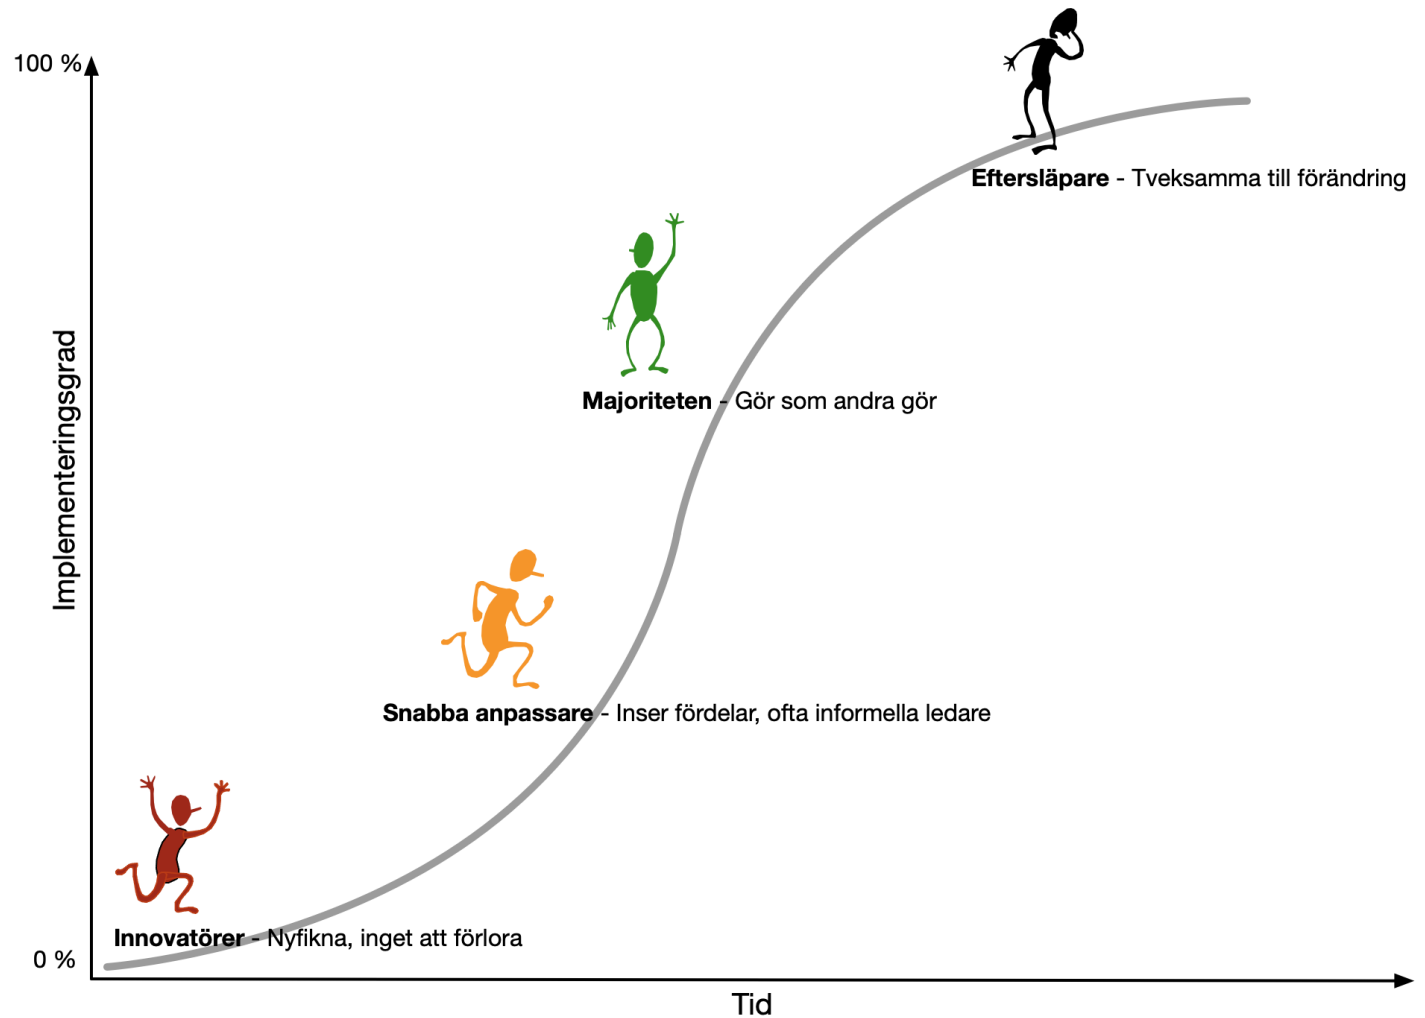 100 %
Eftersläpare - Tveksamma till förändring
Majoriteten - Gör som andra gör
Implementeringsgrad
Snabba anpassare - Inser fördelar, ofta informella ledare
Innovatörer - Nyfikna, inget att förlora
0 %
Tid